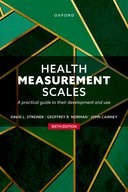 OXFORD
HEALTH
MEASUREMENT
SCALES
A practical guide to their development and use
DAVID L. STREINER | GEOFFREY R. NORMAN | JOHN CAIRNEY
SIXTH EDITION